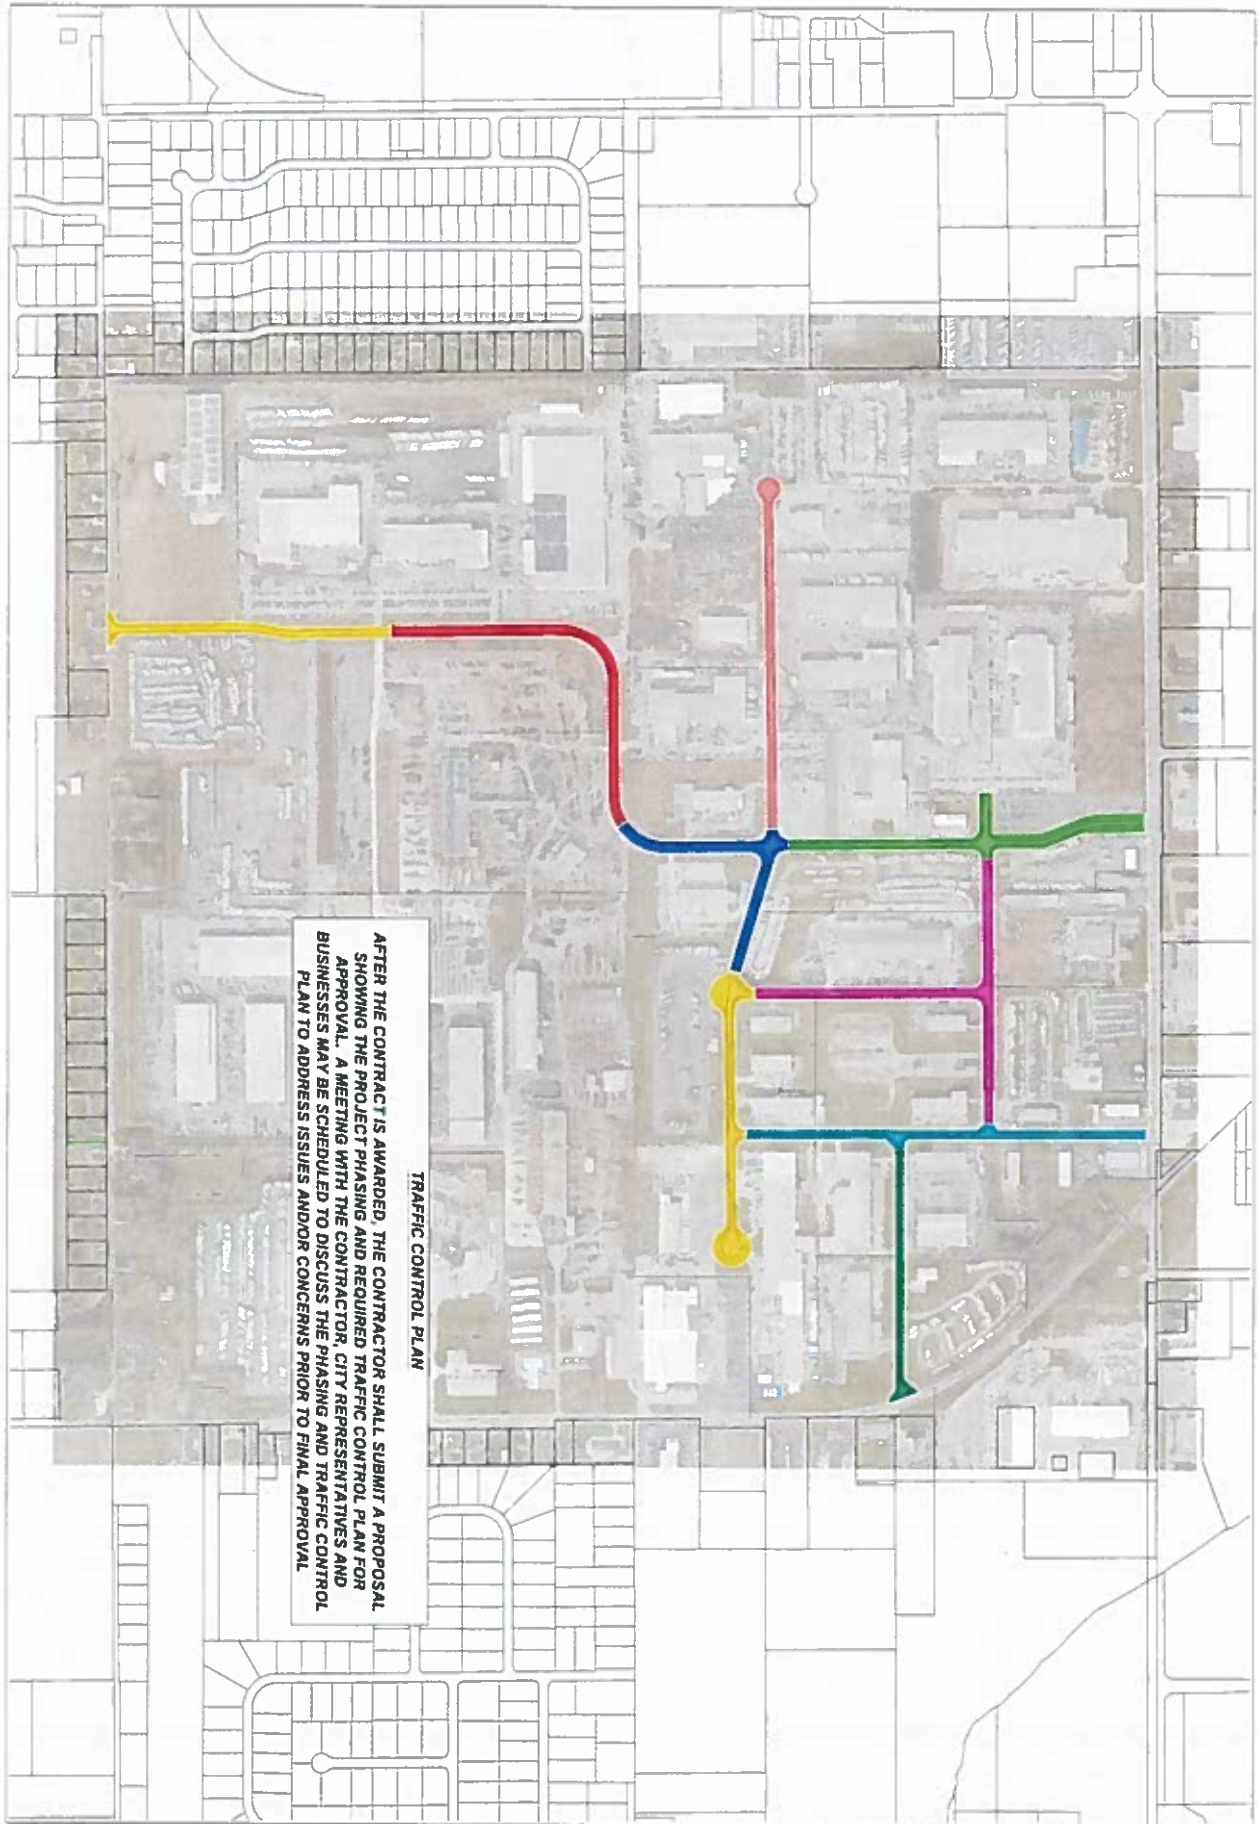 TRAFFIC CONTROL PLAN
AFTER THE CONTRACT IS AWARDED, THE CONTRACTOR SHALL SUBMIT A PROPOSAL
SHOWING THE PROJECT PHASING AND REQUIRED TRAFFIC CONTROL PLAN FOR
APPROVAL. A MEETING WITH THE CONTRACTOR, CITY REPRESENTATIVES AND
BUSINESSES MAY BE SCHEDULED TO DISCUSS THE PHASING AND TRAFFIC CONTROL
PLAN TO ADDRESS ISSUES AND/OR CONCERNS PRIOR TO FINAL APPROVAL